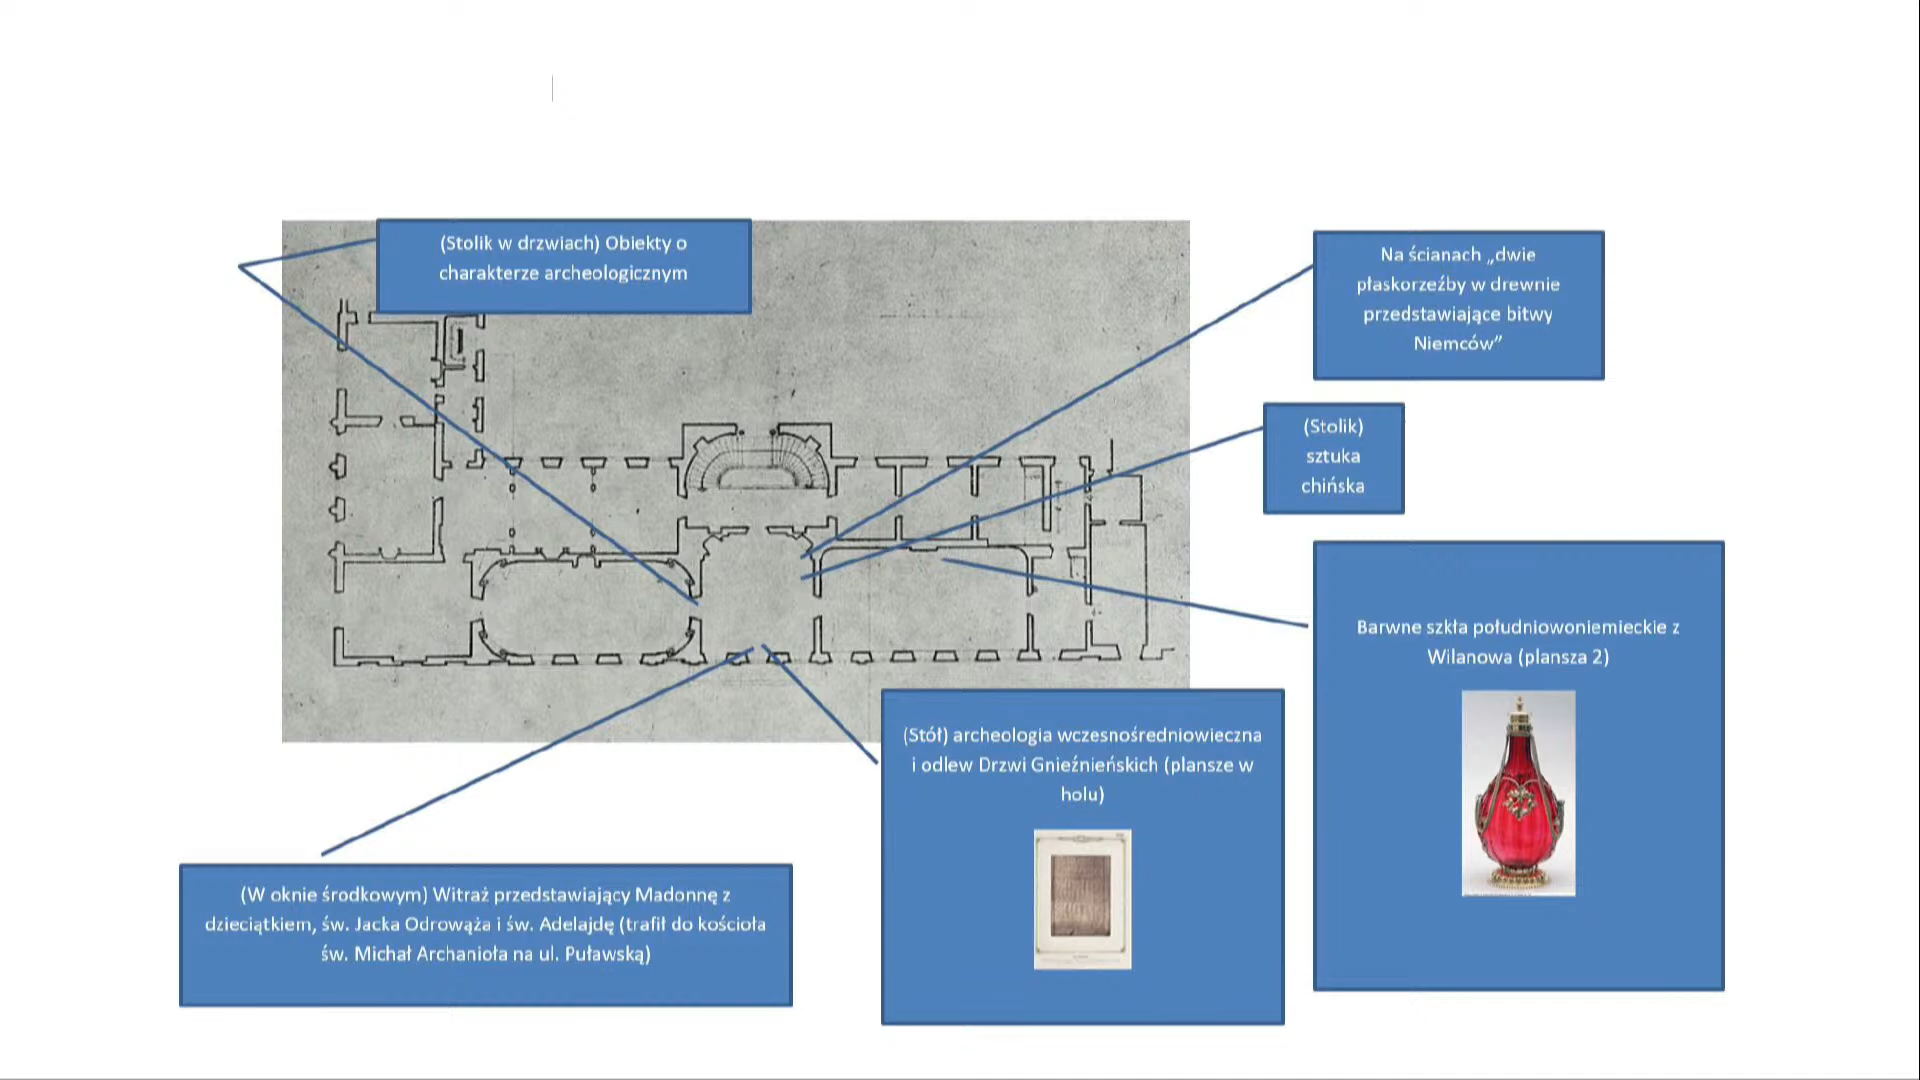 (Stolik w drzwiach) Obiekty o
charakterze archeologicznym
Na ścianach „dwie
płaskorzeźby w drewnie
przedstawiające bitwy
Niemców”
(Stolik)
sztuka
chińska
Barwne szkła południowoniemieckie z
Wilanowa (plansza 2)
(Stół) archeologia wczesnośredniowieczna
i odlew Drzwi Gnieźnieńskich (plansze w
holu)
(W oknie środkowym) Witraż przedstawiający Madonnę z
dzieciątkiem, św. Jacka Odrowąża i św. Adelajdę (trafił do kościoła
św. Michał Archanioła na ul. Puławską)